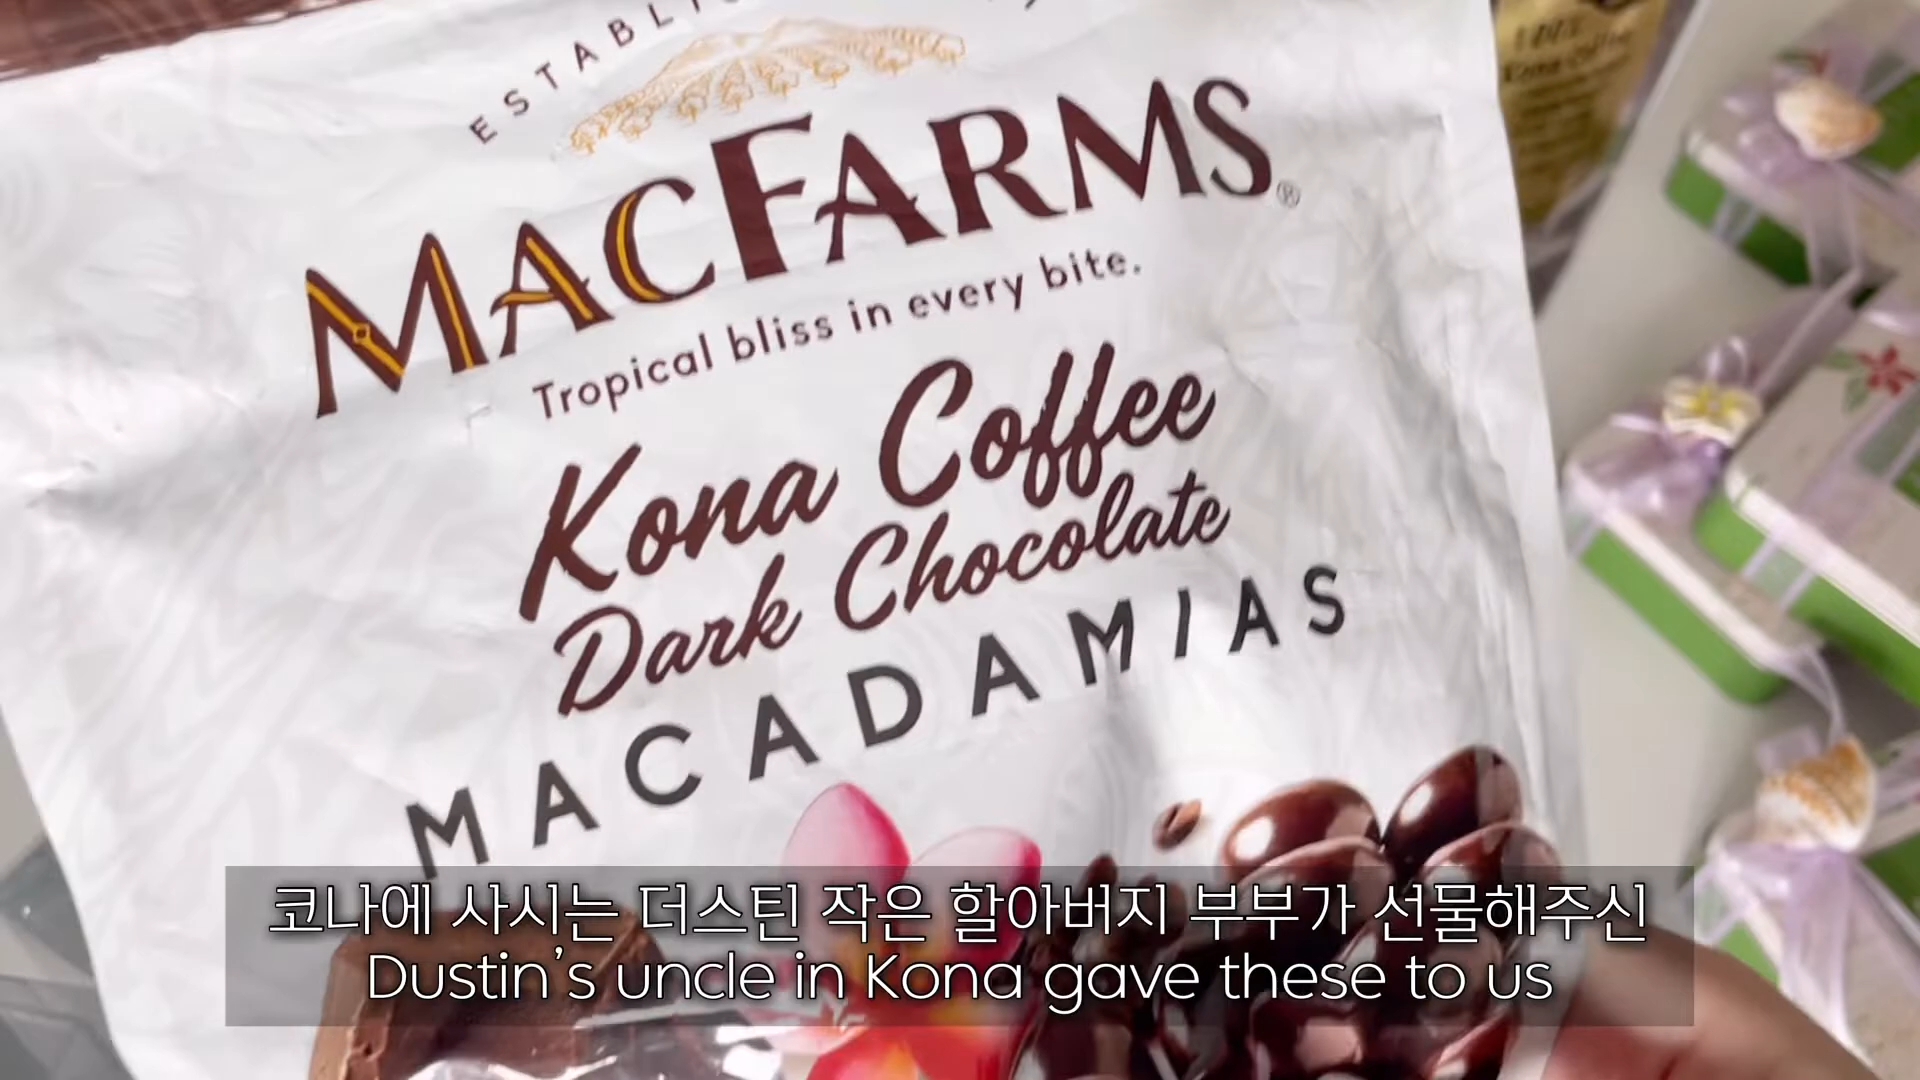 MACFARMS®
Tropical bliss in every bite.
Kona Coffee
Dark Chocolate
MACADAMIAS
코나에 사시는 더스틴 작은 할아버지 부부가 선물해주신
Dustin's uncle in Kona gave these to us